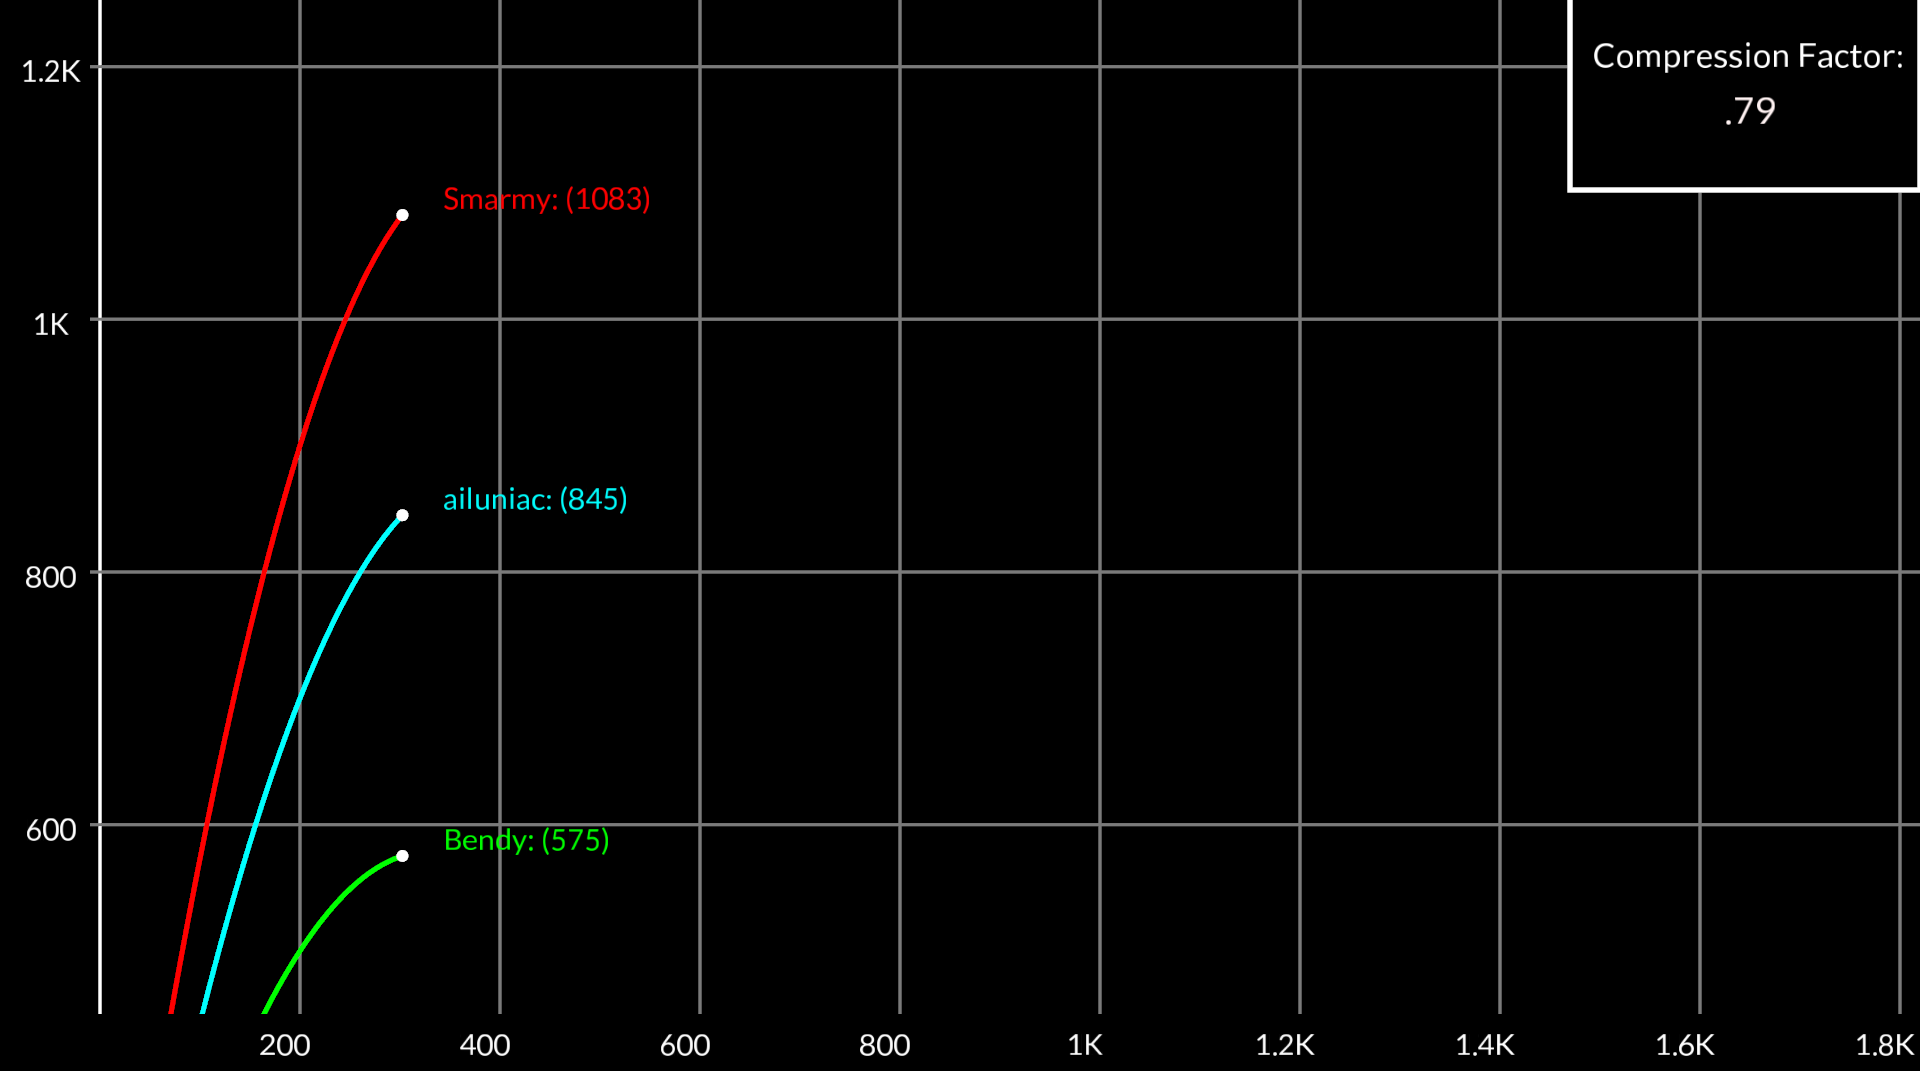 Compression Factor:
.79
1.2K
Smarmy: (1083)
1K
ailuniac: (845)
800
600
Bendy: (575)
200 400 600 800 1K 1.2K 1.4K 1.6K 1.8K